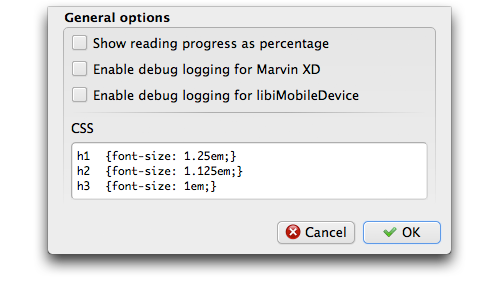 General options
Show reading progress as percentage
Enable debug logging for Marvin XD
Enable debug logging for libiMobileDevice
CSS
h1  {font-size: 1.25em;}
h2  {font-size: 1.125em;}
h3  {font-size: 1em;}
Cancel OK